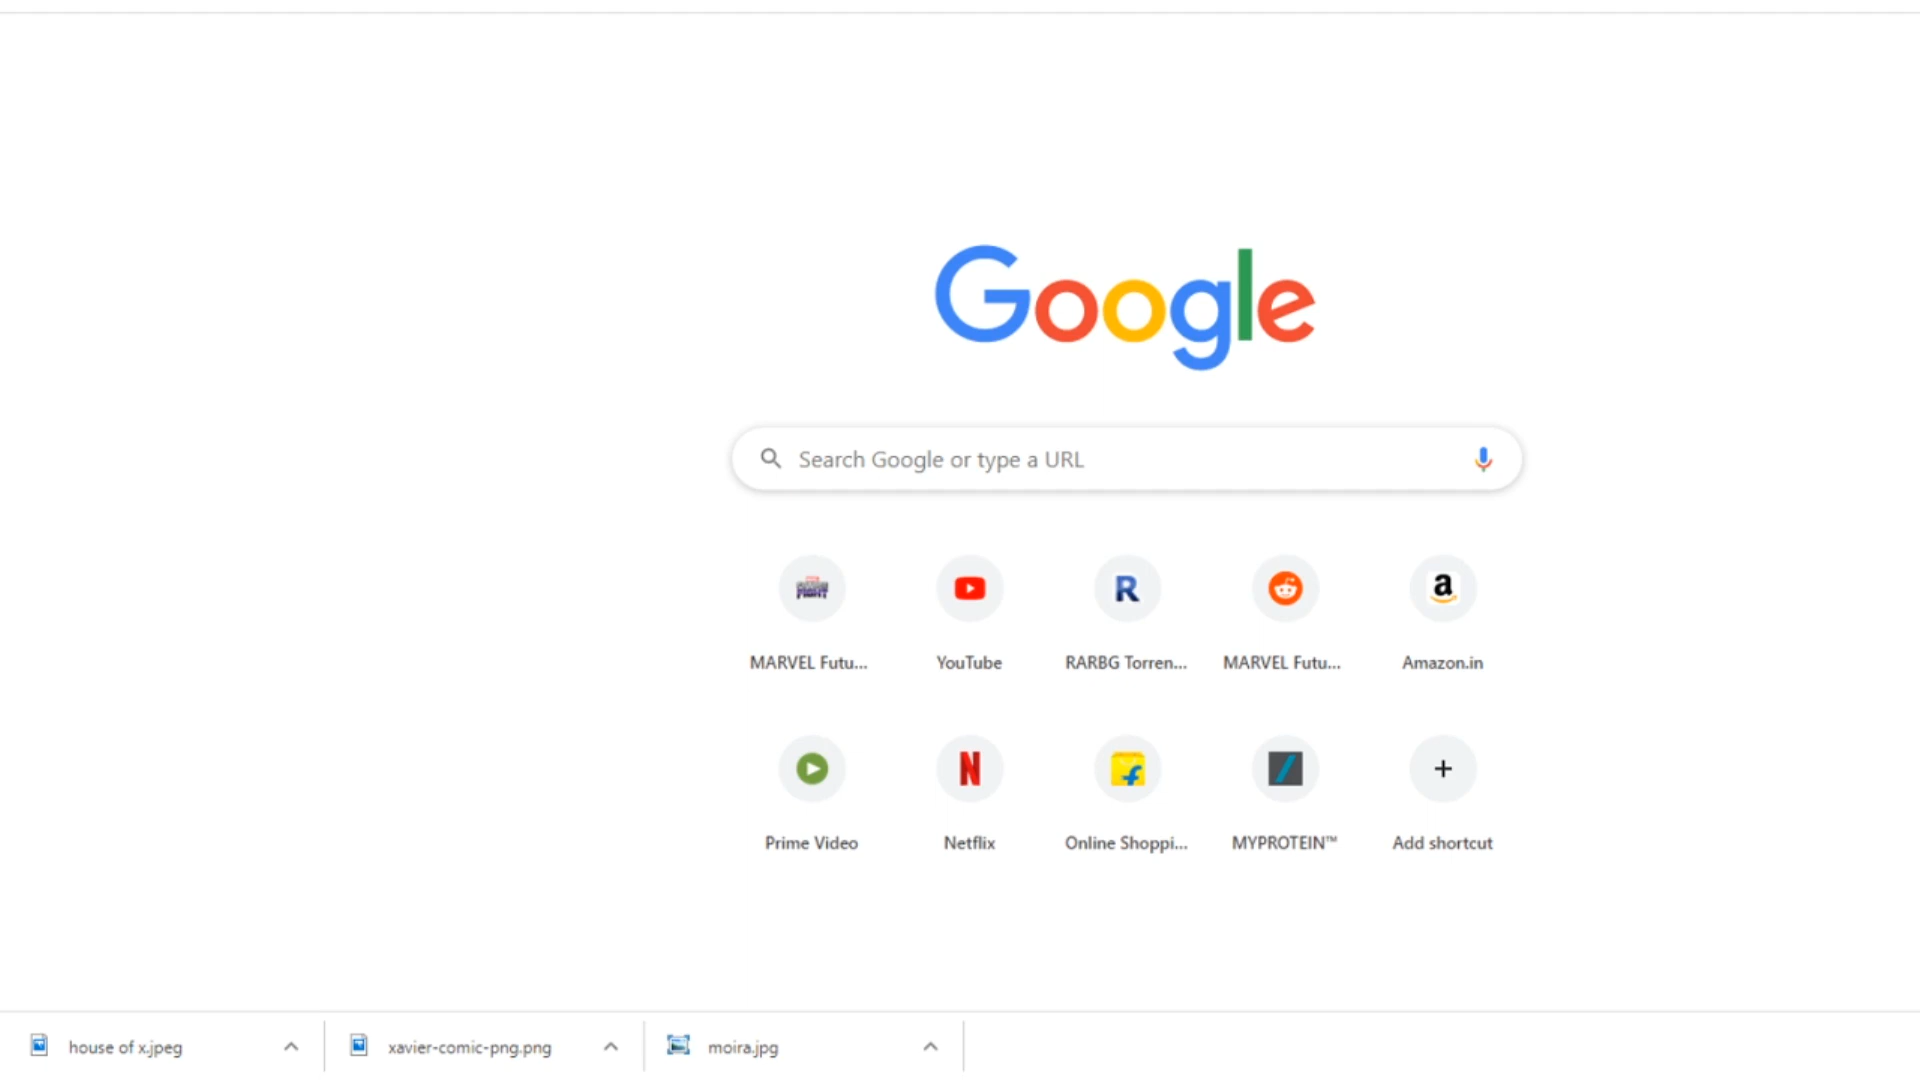 Google
Search Google or type a URL
MARVEL Futu...
YouTube
RARBG Torren...
MARVEL Futu...
Amazon.in
Prime Video
Netflix
Online Shoppi...
MYPROTEIN™
Add shortcut
house of x.jpeg
xavier-comic-png.png
moira.jpg